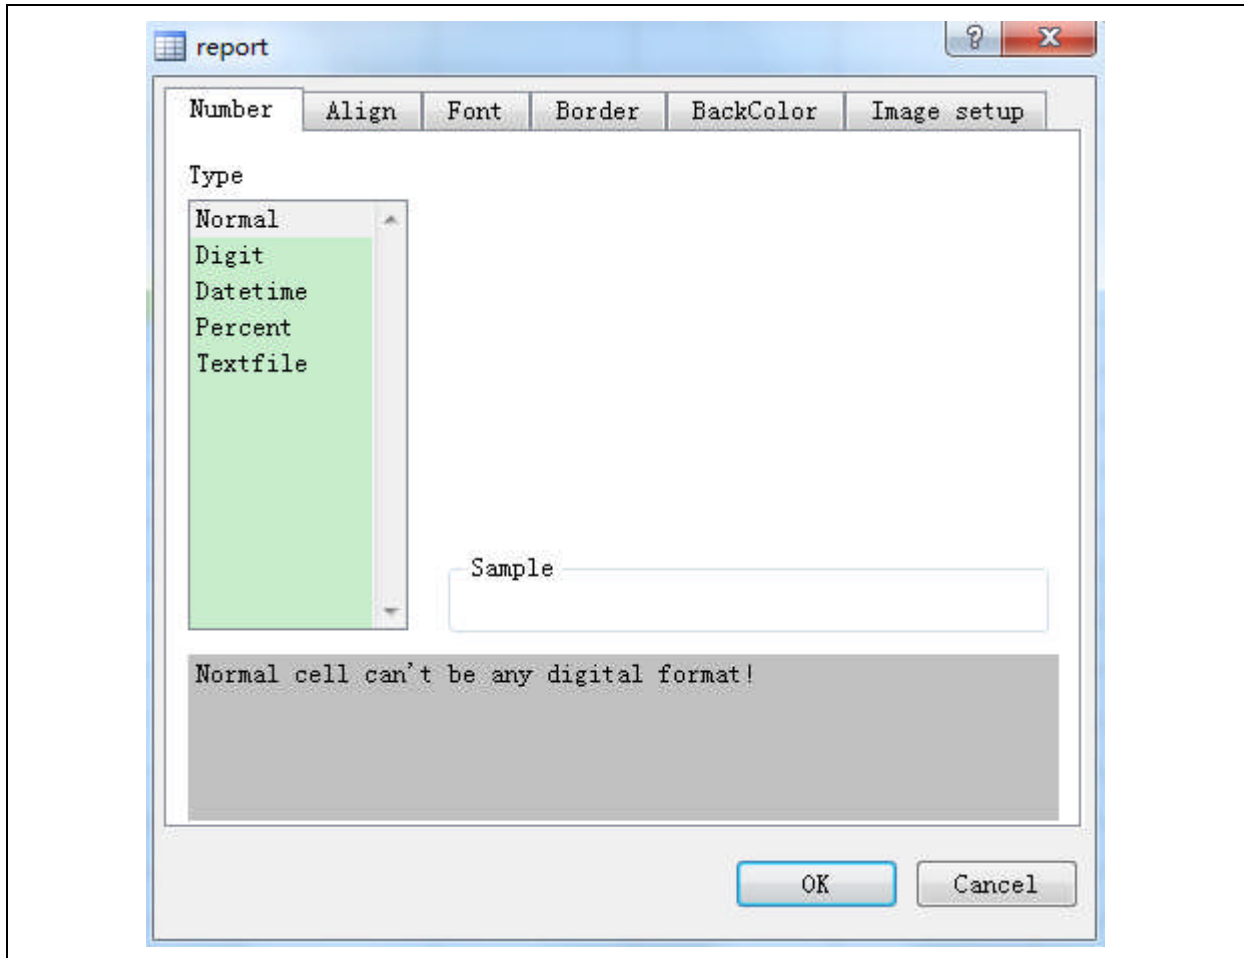 report
Number Align Font Border BackColor Image setup
Type
Normal
Digit
Datetime
Percent
Textfile
Sample
Normal cell can't be any digital format!
OK Cancel